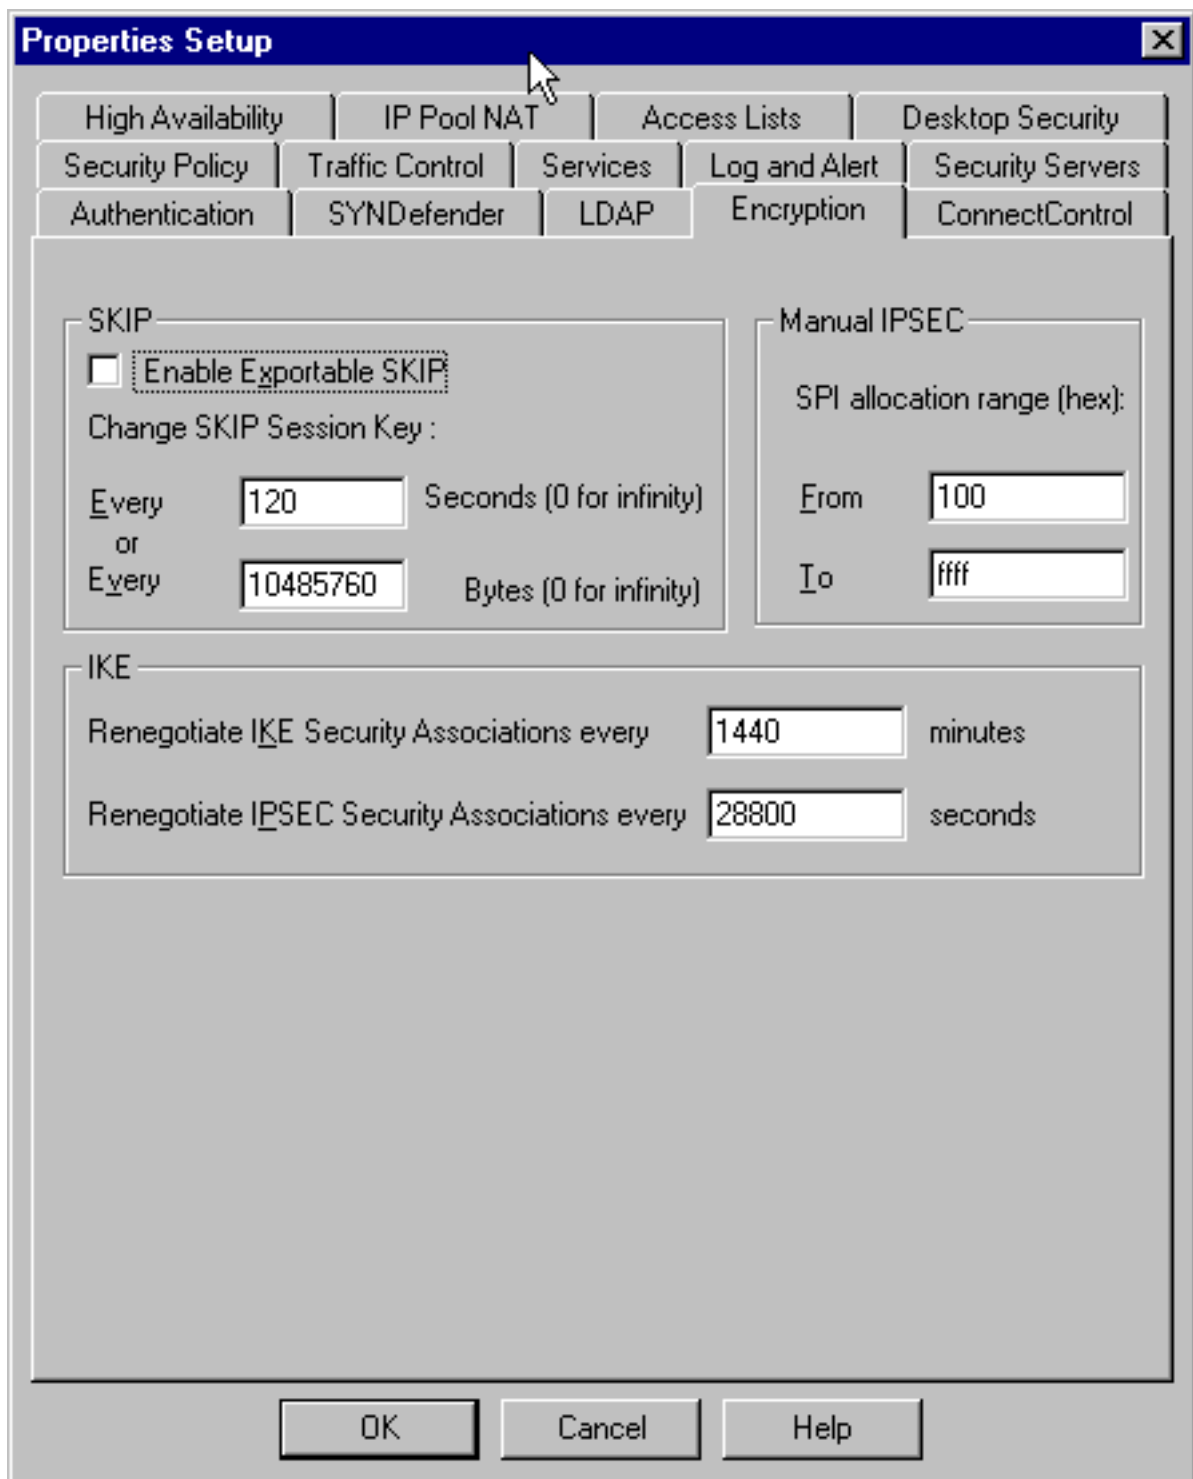 Properties Setup
High Availability
IP Pool NAT
Access Lists
Desktop Security
Security Policy
Traffic Control
Services
Log and Alert
Security Servers
Authentication
SYNDefender
LDAP
Encryption
ConnectControl
SKIP
Enable Exportable SKIP
Change SKIP Session Key :
Every 120 Seconds (0 for infinity)
or
Every 10485760 Bytes (0 for infinity)
Manual IPSEC
SPI allocation range (hex):
From 100
To ffff
IKE
Renegotiate IKE Security Associations every 1440 minutes
Renegotiate IPSEC Security Associations every 28800 seconds
OK
Cancel
Help